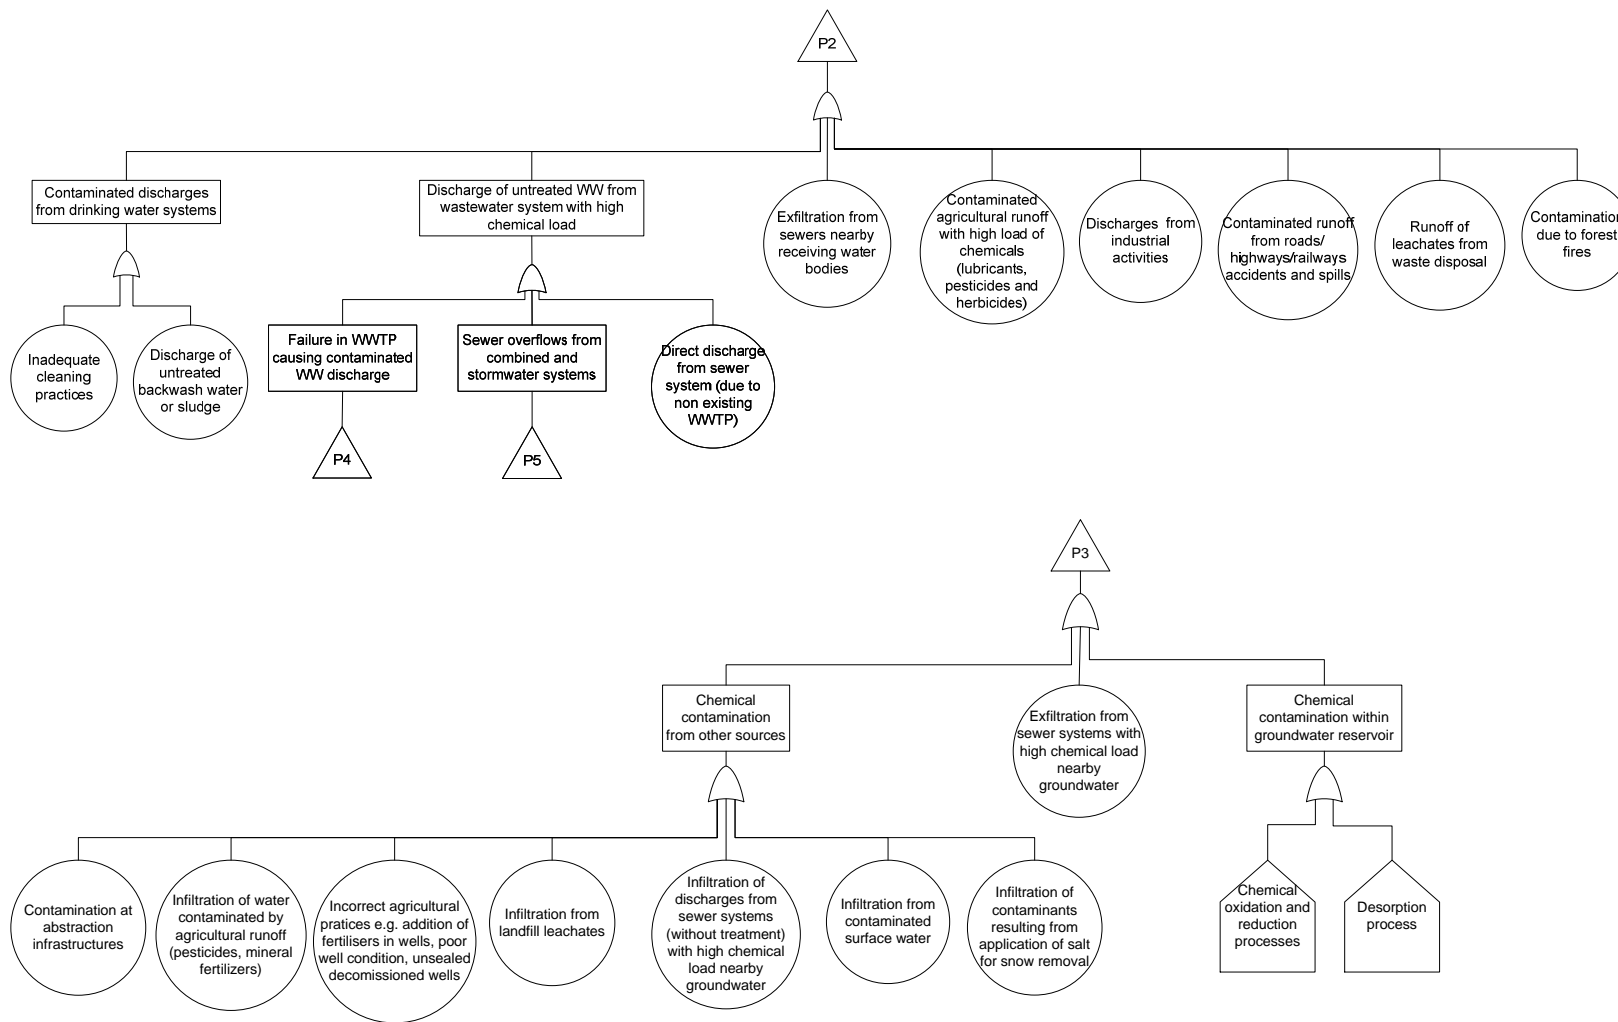 P2
Contaminated discharges
from drinking water systems
Discharge of untreated WW from
wastewater system with high
chemical load
Exfiltration from
sewers nearby
receiving water
bodies
Contaminated
agricultural runoff
with high load of
chemicals
(lubricants,
pesticides and
herbicides)
Discharges from
industrial
activities
Contaminated runoff
from roads/
highways/railways
accidents and spills
Runoff of
leachates from
waste disposal
Contamination
due to forest
fires
Inadequate
cleaning
practices
Discharge of
untreated
backwash water
or sludge
Failure in WWTP
causing contaminated
WW discharge
Sewer overflows from
combined and
stormwater systems
Direct discharge
from sewer
system (due to
non existing
WWTP)
P4
P5
P3
Chemical
contamination
from other sources
Exfiltration from
sewer systems with
high chemical load
nearby
groundwater
Chemical
contamination within
groundwater reservoir
Contamination at
abstraction
infrastructures
Infiltration of water
contaminated by
agricultural runoff
(pesticides, mineral
fertilizers)
Incorrect agricultural
pratices e.g. addition of
fertilisers in wells, poor
well condition, unsealed
decomissioned wells
Infiltration from
landfill leachates
Infiltration of
discharges from
sewer systems
(without treatment)
with high chemical
load nearby
groundwater
Infiltration from
contaminated
surface water
Infiltration of
contaminants
resulting from
application of salt
for snow removal
Chemical
oxidation and
reduction
processes
Desorption
process